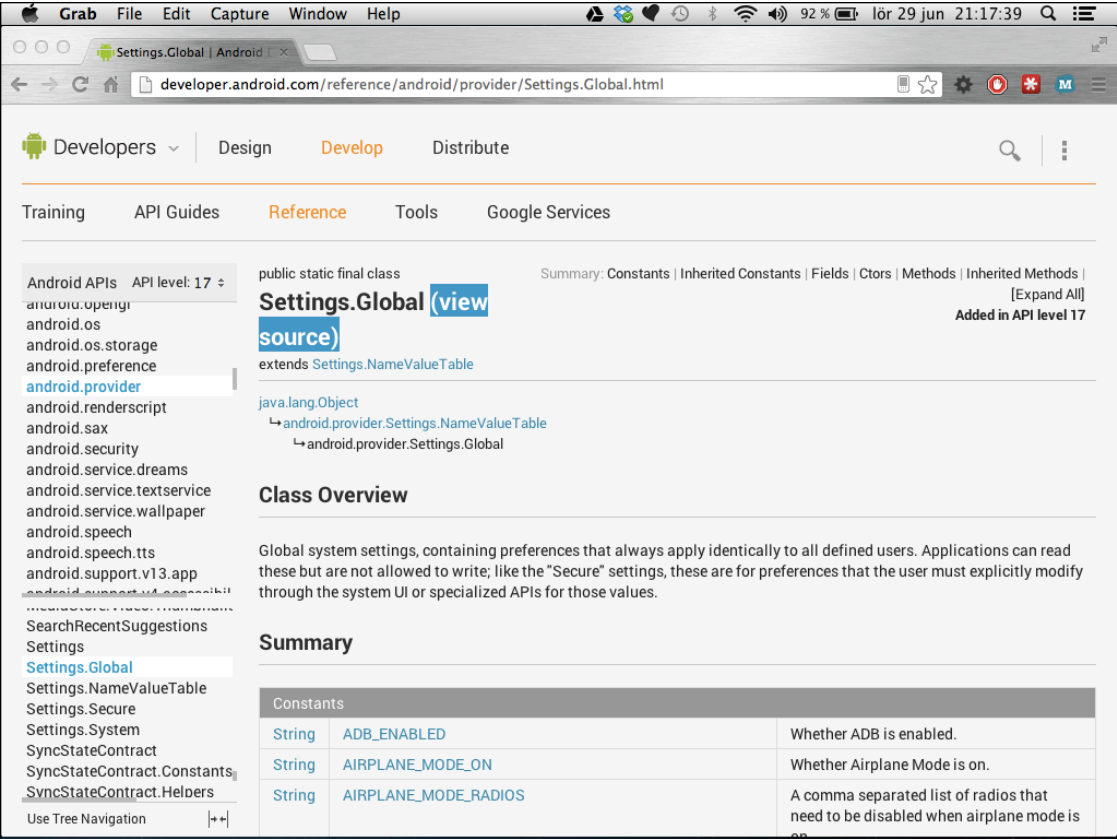 Grab File Edit Capture Window Help 92 % lör 29 jun 21:17:39
Settings.Global | Android
developer.android.com/reference/android/provider/Settings.Global.html
Developers Design Develop Distribute
Training API Guides Reference Tools Google Services
Android APIs API level: 17
android.opengl
android.os
android.os.storage
android.preference
android.provider
android.renderscript
android.sax
android.security
android.service.dreams
android.service.textservice
android.service.wallpaper
android.speech
android.speech.tts
android.support.v13.app
SearchRecentSuggestions
Settings
Settings.Global
Settings.NameValueTable
Settings.Secure
Settings.System
SyncStateContract
SyncStateContract.Constants
SyncStateContract.Helpers
Use Tree Navigation
public static final class
Settings.Global (view
source)
extends Settings.NameValueTable
Summary: Constants | Inherited Constants | Fields | Ctors | Methods | Inherited Methods |
[Expand All]
Added in API level 17
java.lang.Object
↳android.provider.Settings.NameValueTable
↳android.provider.Settings.Global
Class Overview
Global system settings, containing preferences that always apply identically to all defined users. Applications can read
these but are not allowed to write; like the "Secure" settings, these are for preferences that the user must explicitly modify
through the system UI or specialized APIs for those values.
Summary
Constants
String ADB_ENABLED Whether ADB is enabled.
String AIRPLANE_MODE_ON Whether Airplane Mode is on.
String AIRPLANE_MODE_RADIOS A comma separated list of radios that
need to be disabled when airplane mode is
on.